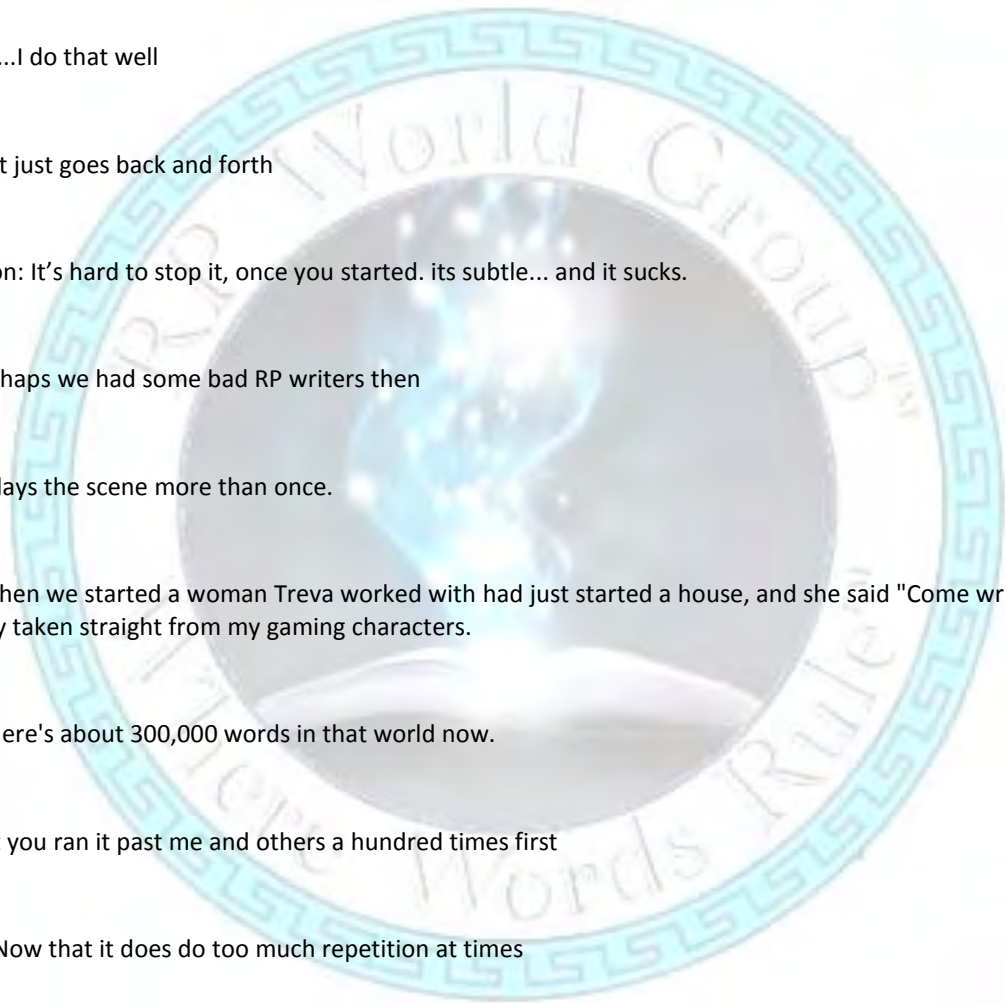 ...I do that well
t just goes back and forth
on: It’s hard to stop it, once you started. its subtle... and it sucks.
haps we had some bad RP writers then
lays the scene more than once.
hen we started a woman Treva worked with had just started a house, and she said "Come wr
y taken straight from my gaming characters.
ere's about 300,000 words in that world now.
t you ran it past me and others a hundred times first
Now that it does do too much repetition at times
RP World Group
Where Words Rule